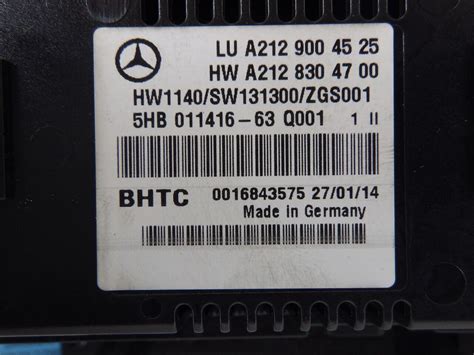 LU A212 900 45 25
HW A212 830 47 00
HW1140/SW131300/ZGS001
5HB 011416-63 Q001 1 II
BHTC 0016843575 27/01/14
Made in Germany